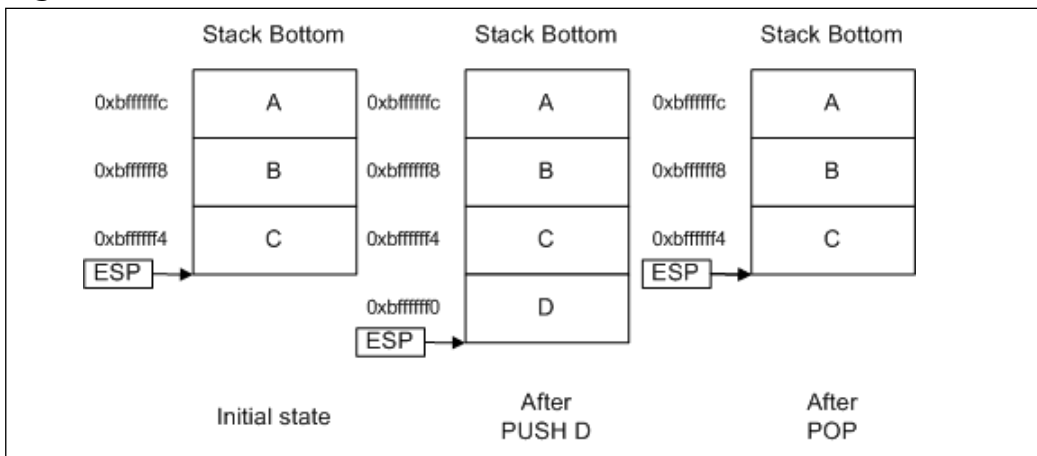 Stack Bottom Stack Bottom Stack Bottom
0xbffffffc A 0xbffffffc A 0xbffffffc A
0xbffffff8 B 0xbffffff8 B 0xbffffff8 B
0xbffffff4 C 0xbffffff4 C 0xbffffff4 C
ESP ESP
0xbffffff0 D
ESP
Initial state After PUSH D After POP